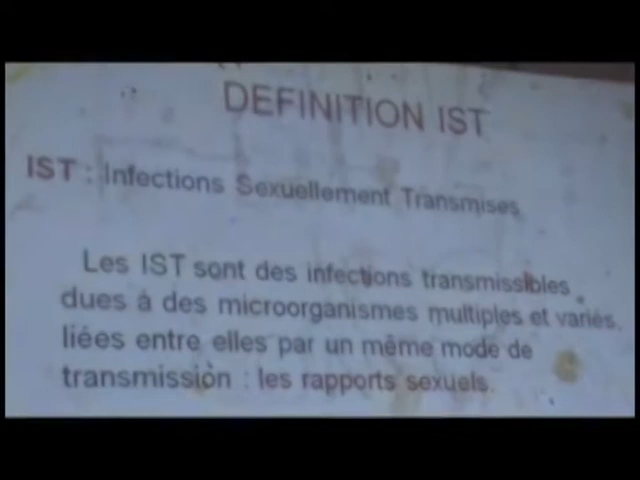 DEFINITION IST
IST : Infections Sexuellement Transmises
Les IST sont des infections transmissibles
dues à des microorganismes multiples et variés,
liées entre elles par un même mode de
transmission : les rapports sexuels.